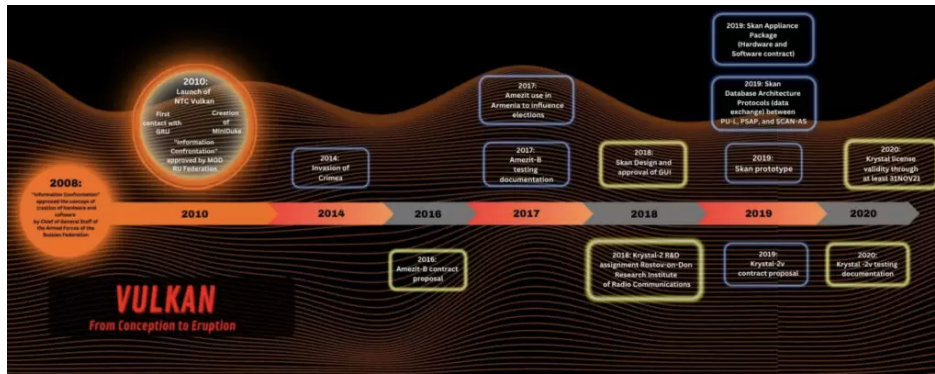 2008:
"Information Confrontation"
approved the concept of
creation of hardware and
software
by Chief of General Staff of
the Armed Forces of the
Russian Federation
2010:
Launch of
NTC Vulkan
First
contact with
GRU
Creation
of
MiniDuke
"Information
Confrontation"
approved by MOD
RU Federation
2014:
Invasion of
Crimea
2017:
Amezit use in
Armenia to influence
elections
2017:
Amezit-B
testing
documentation
2018:
Skan Design and
approval of GUI
2019: Skan Appliance
Package
(Hardware and
Software contract)
2019: Skan
Database Architecture
Protocols (data
exchange) between
PU-L, PSAP, and SCAN-AS
2019:
Skan prototype
2020:
Krystal license
validity through
at least 31NOV21
2010
2014
2016
2017
2018
2019
2020
2016:
Amezit-B contract
proposal
2018: Krystal-2 R&D
assignment Rostov-on-Don
Research Institute
of Radio Communications
2019:
Krystal-2v
contract proposal
2020:
Krystal -2v testing
documentation
VULKAN
From Conception to Eruption